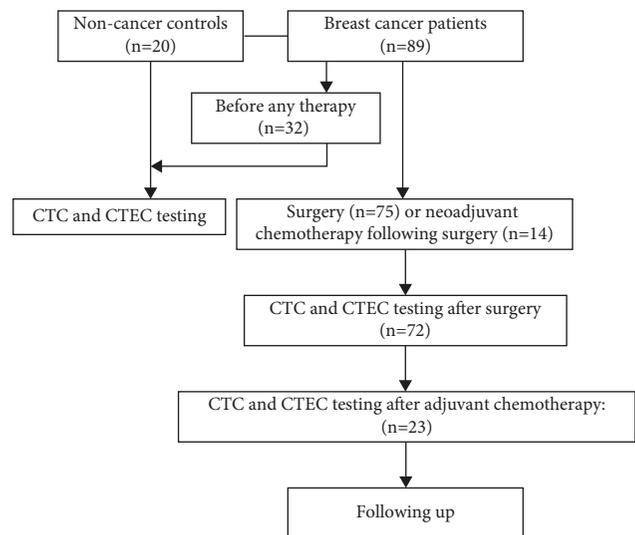 Non-cancer controls
(n=20)
Breast cancer patients
(n=89)
Before any therapy
(n=32)
CTC and CTEC testing
Surgery (n=75) or neoadjuvant
chemotherapy following surgery (n=14)
CTC and CTEC testing after surgery
(n=72)
CTC and CTEC testing after adjuvant chemotherapy:
(n=23)
Following up